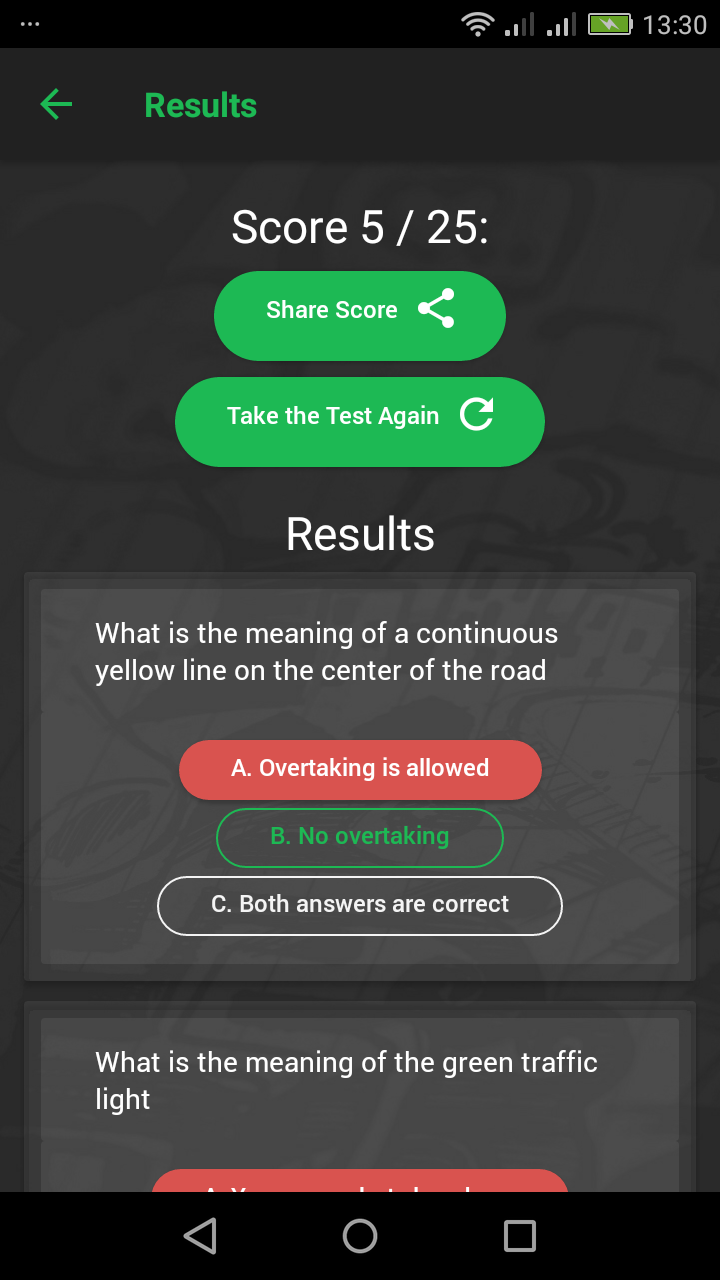 13:30
Results
Score 5 / 25:
Share Score
Take the Test Again
Results
What is the meaning of a continuous
yellow line on the center of the road
A. Overtaking is allowed
B. No overtaking
C. Both answers are correct
What is the meaning of the green traffic
light